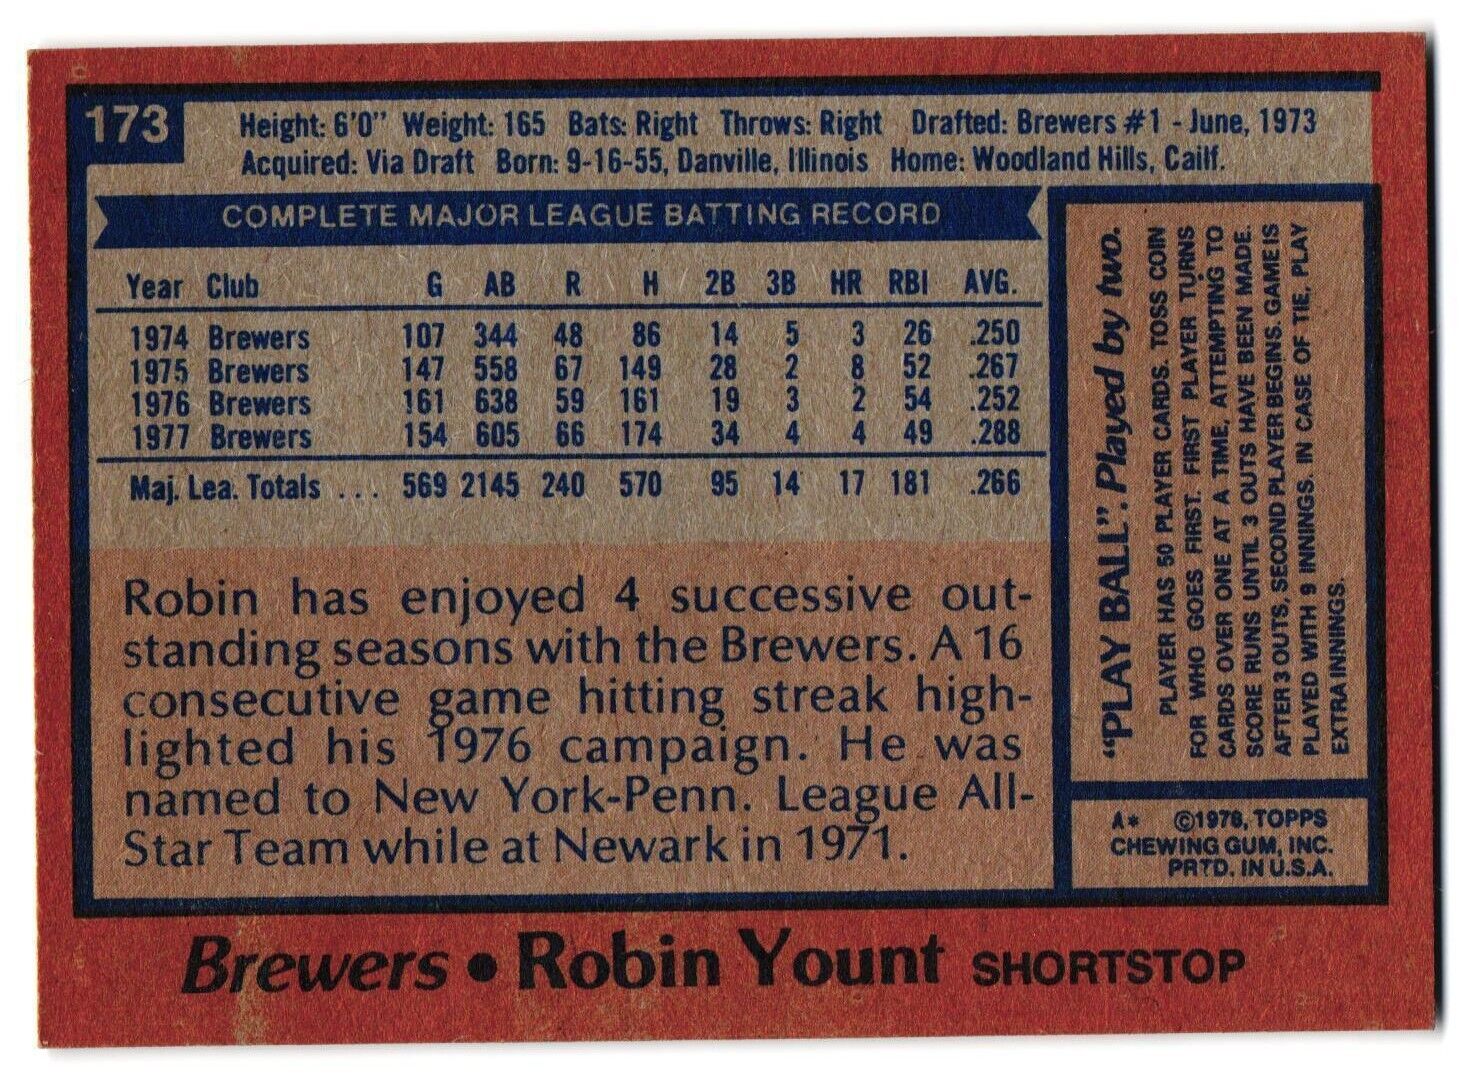 173
Height: 6'0" Weight: 165 Bats: Right Throws: Right Drafted: Brewers #1 - June, 1973
Acquired: Via Draft Born: 9-16-55, Danville, Illinois Home: Woodland Hills, Cailf.
COMPLETE MAJOR LEAGUE BATTING RECORD
Year Club G AB R H 2B 3B HR RBI AVG.
1974 Brewers 107 344 48 86 14 5 3 26 .250
1975 Brewers 147 558 67 149 28 2 8 52 .267
1976 Brewers 161 638 59 161 19 3 2 54 .252
1977 Brewers 154 605 66 174 34 4 4 49 .288
Maj. Lea. Totals ... 569 2145 240 570 95 14 17 181 .266
Robin has enjoyed 4 successive out-
standing seasons with the Brewers. A 16
consecutive game hitting streak high-
lighted his 1976 campaign. He was
named to New York-Penn. League All-
Star Team while at Newark in 1971.
"PLAY BALL". Played by two.
PLAYER HAS 50 PLAYER CARDS. TOSS COIN
FOR WHO GOES FIRST. FIRST PLAYER TURNS
CARDS OVER ONE AT A TIME, ATTEMPTING TO
SCORE RUNS UNTIL 3 OUTS HAVE BEEN MADE.
AFTER 3 OUTS, SECOND PLAYER BEGINS. GAME IS
PLAYED WITH 9 INNINGS. IN CASE OF TIE, PLAY
EXTRA INNINGS.
A* ©1978, TOPPS
CHEWING GUM, INC.
PRTD. IN U.S.A.
Brewers • Robin Yount SHORTSTOP